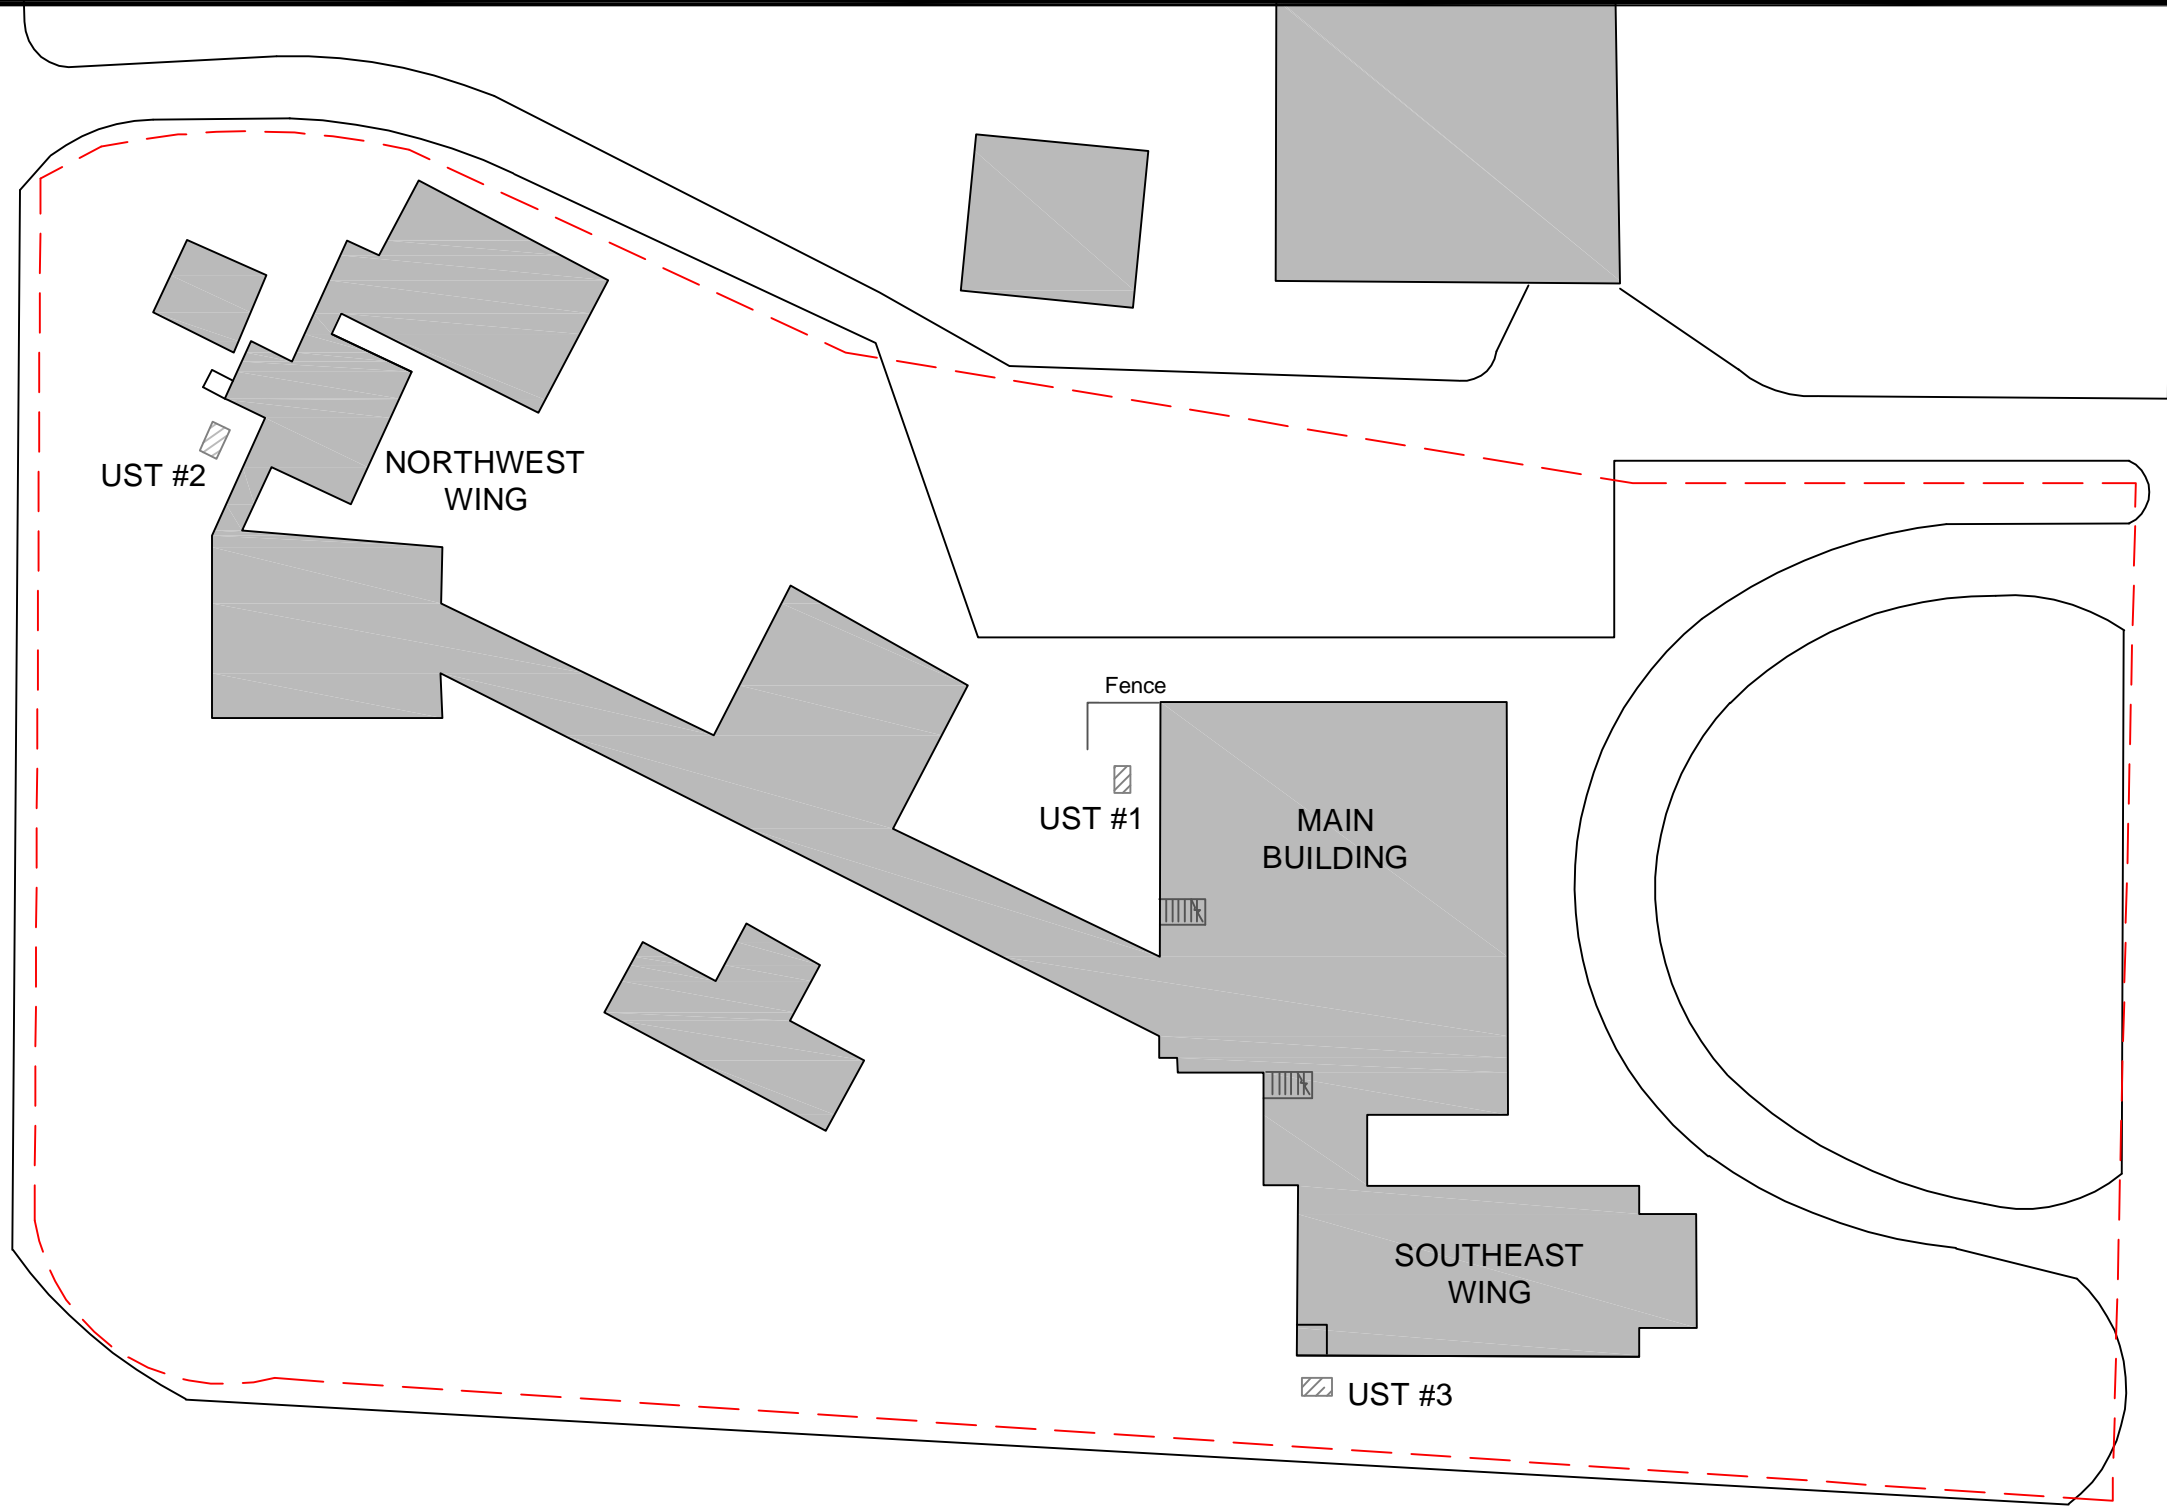 UST #2
NORTHWEST
WING
Fence
UST #1
MAIN
BUILDING
SOUTHEAST
WING
UST #3